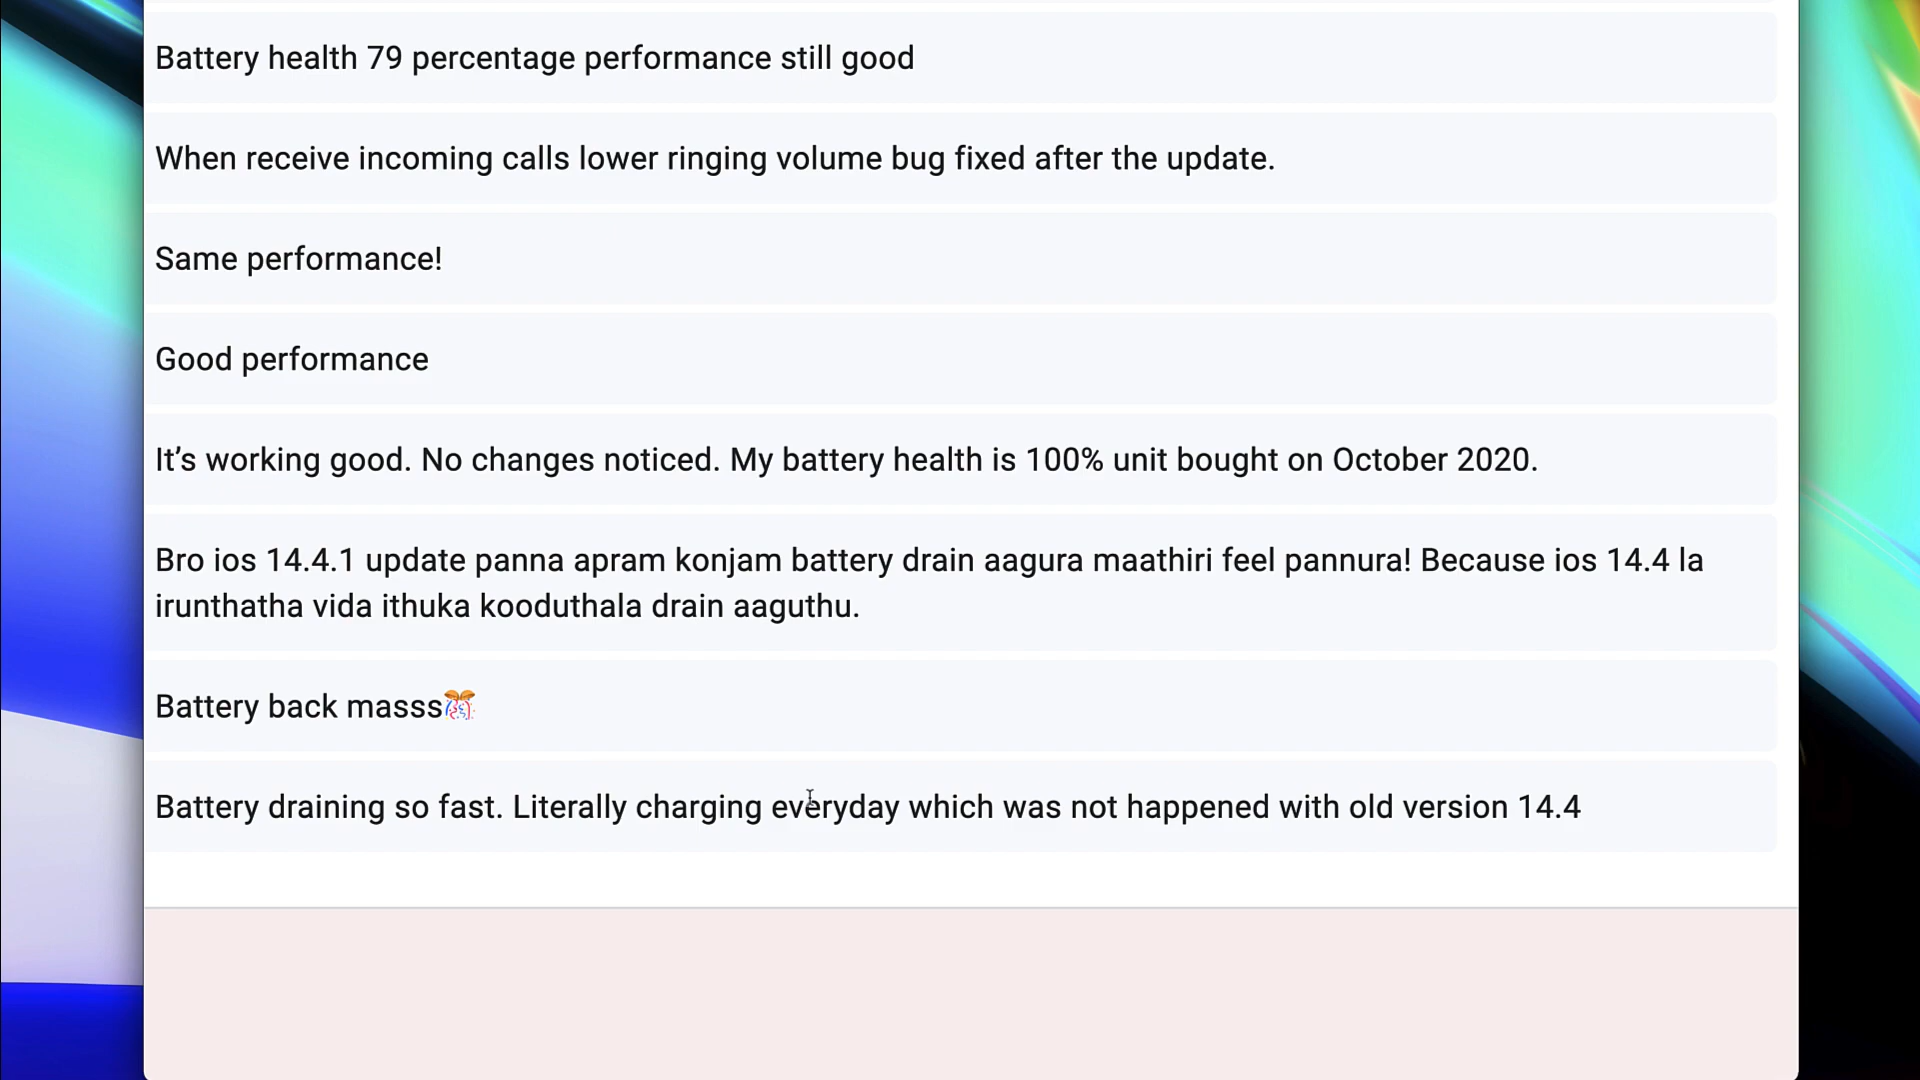 Battery health 79 percentage performance still good
When receive incoming calls lower ringing volume bug fixed after the update.
Same performance!
Good performance
It’s working good. No changes noticed. My battery health is 100% unit bought on October 2020.
Bro ios 14.4.1 update panna apram konjam battery drain aagura maathiri feel pannura! Because ios 14.4 la
irunthatha vida ithuka kooduthala drain aaguthu.
Battery back masss🎊
Battery draining so fast. Literally charging everyday which was not happened with old version 14.4